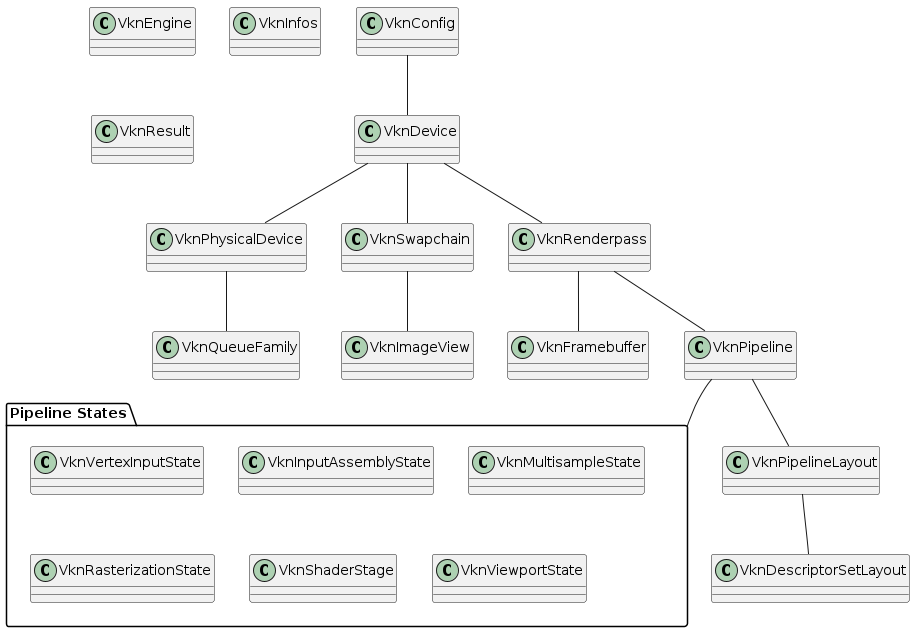 C VknEngine
C VknInfos
C VknConfig
C VknResult
C VknDevice
C VknPhysicalDevice
C VknSwapchain
C VknRenderpass
C VknQueueFamily
C VknImageView
C VknFramebuffer
C VknPipeline
Pipeline States
C VknVertexInputState
C VknInputAssemblyState
C VknMultisampleState
C VknPipelineLayout
C VknRasterizationState
C VknShaderStage
C VknViewportState
C VknDescriptorSetLayout